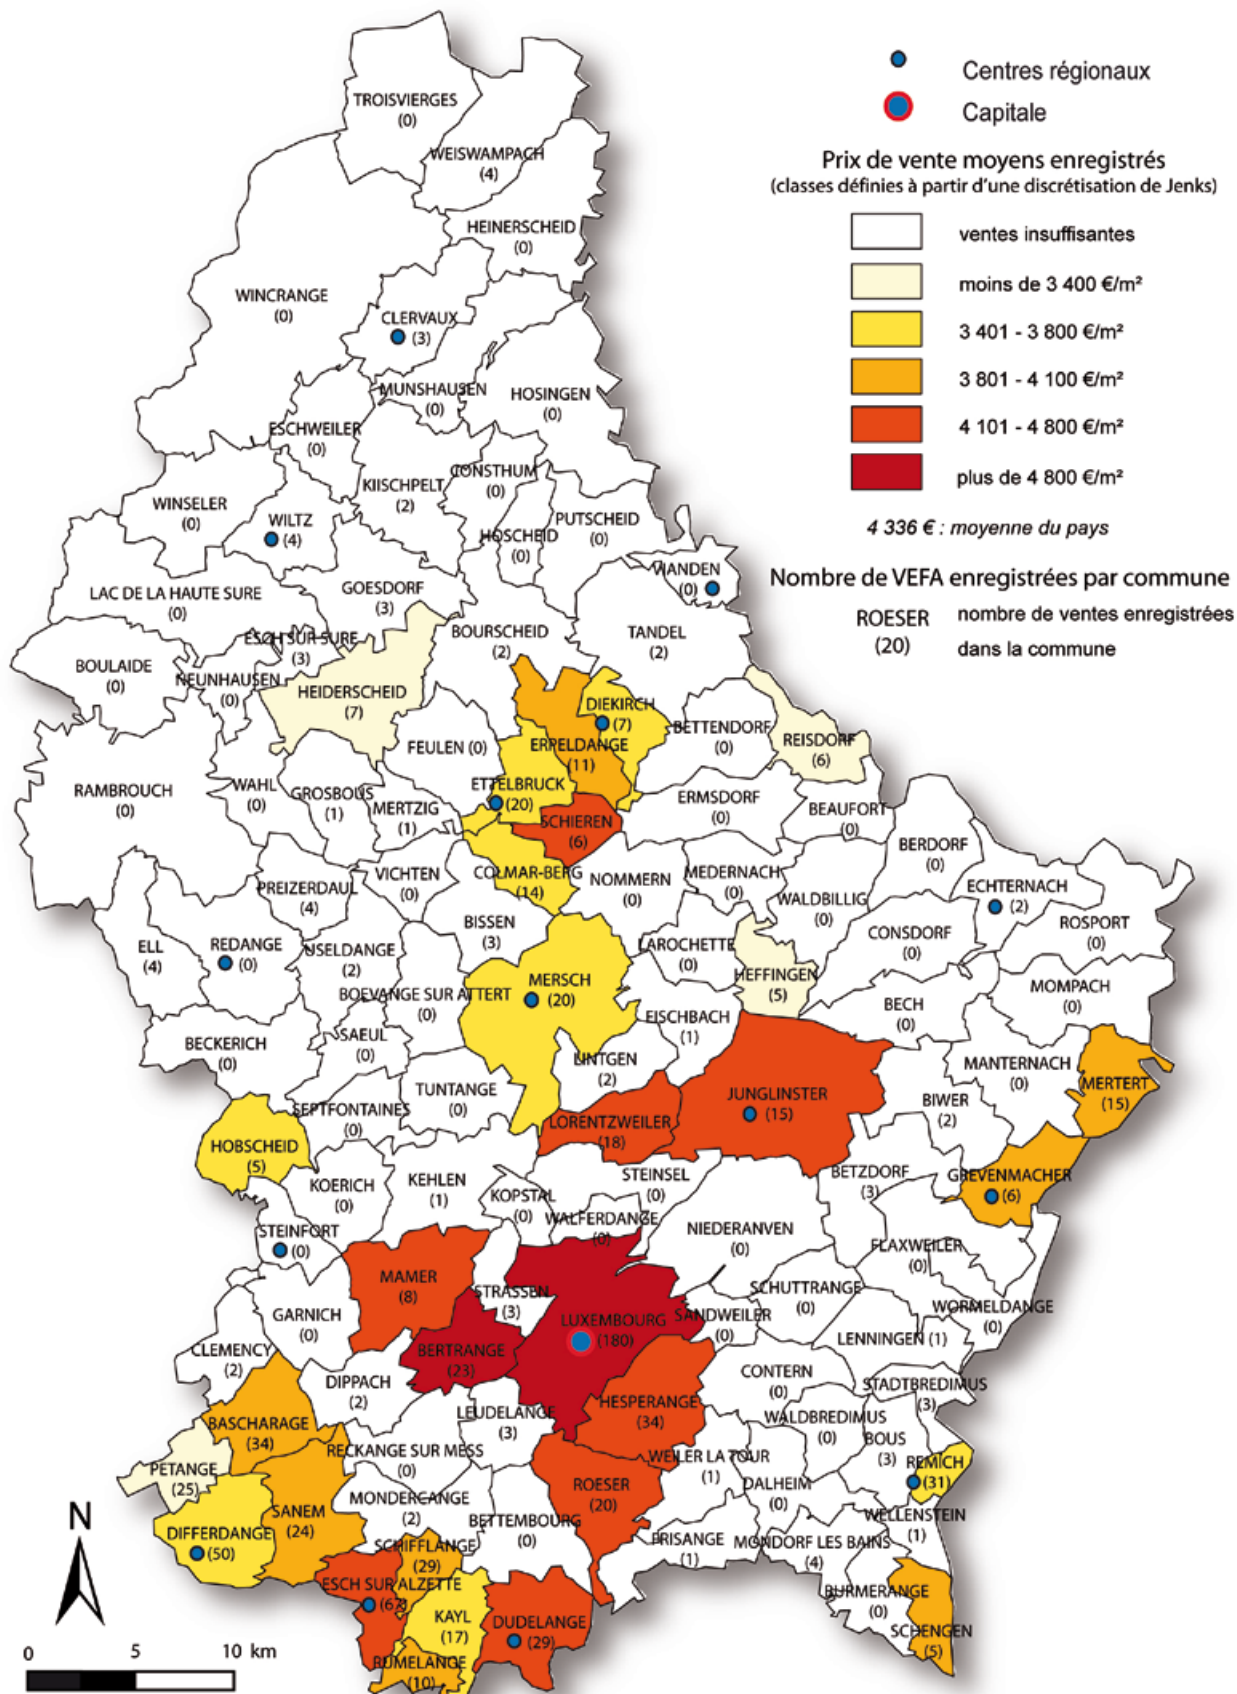 Centres régionaux
Capitale
Prix de vente moyens enregistrés
(classes définies à partir d'une discrétisation de Jenks)
ventes insuffisantes
moins de 3 400 €/m²
3 401 - 3 800 €/m²
3 801 - 4 100 €/m²
4 101 - 4 800 €/m²
plus de 4 800 €/m²
4 336 € : moyenne du pays
Nombre de VEFA enregistrées par commune
ROESER
(20)
nombre de ventes enregistrées
dans la commune
TROISVIERGES
(0)
WEISWAMPACH
(4)
HEINERSCHEID
(0)
WINCRANGE
(0)
CLERVAUX
(3)
MUNSHAUSEN
(0)
HOSINGEN
(0)
ESCHWEILER
(0)
KIISCHPELT
(2)
CONSTHUM
(0)
WINSELER
(0)
WILTZ
(4)
HOSCHEID
(0)
PUTSCHEID
(0)
VIANDEN
(0)
LAC DE LA HAUTE SURE
(0)
GOESDORF
(3)
BOURSCHEID
(2)
TANDEL
(2)
ESCH SUR SURE
(3)
BOULAIDE
(0)
NEUNHAUSEN
(0)
HEIDERSCHEID
(7)
DIEKIRCH
(7)
BETTENDORF
(0)
REISDORF
(6)
FEULEN (0)
ERPELDANGE
(11)
ETTELBRUCK
(20)
RAMBROUCH
(0)
WAHL
(0)
GROSBOUS
(1)
MERTZIG
(1)
ERMSDORF
(0)
BEAUFORT
(0)
SCHIEREN
(6)
BERDORF
(0)
PREIZERDAUL
(4)
VICHTEN
(0)
COLMAR-BERG
(14)
NOMMERN
(0)
MEDERNACH
(0)
WALDBILLIG
(0)
ECHTERNACH
(2)
ROSPORT
(0)
ELL
(4)
REDANGE
(0)
USELDANGE
(2)
BISSEN
(3)
LAROCHETTE
(0)
CONSDORF
(0)
HEFFINGEN
(5)
MERSCH
(20)
BOEVANGE SUR ATTERT
(0)
BECH
(0)
MOMPACH
(0)
BECKERICH
(0)
SAEUL
(0)
FISCHBACH
(1)
LINTGEN
(2)
MANTERNACH
(0)
MERTERT
(15)
TUNTANGE
(0)
SEPTFONTAINES
(0)
JUNGLINSTER
(15)
BIWER
(2)
LORENTZWEILER
(18)
HOBSCHEID
(5)
KOERICH
(0)
KEHLEN
(1)
KOPSTAL
(0)
STEINSEL
(0)
BETZDORF
(3)
GREVENMACHER
(6)
WALFERDANGE
(0)
NIEDERANVEN
(0)
STEINFORT
(0)
FLAXWEILER
(0)
MAMER
(8)
STRASSEN
(3)
SCHUTTRANGE
(0)
WORMELDANGE
(0)
GARNICH
(0)
LUXEMBOURG
(180)
SANDWEILER
(0)
LENNINGEN (1)
CLEMENCY
(2)
BERTRANGE
(23)
DIPPACH
(2)
CONTERN
(0)
STADTBREDIMUS
(3)
HESPERANGE
(34)
BASCHARAGE
(34)
LEUDELANGE
(3)
WALDBREDIMUS
(0)
BOUS
(3)
RECKANGE SUR MESS
(0)
WEILER LA TOUR
(1)
REMICH
(31)
PETANGE
(25)
ROESER
(20)
DALHEIM
(0)
MONDERCANGE
(2)
SANEM
(24)
BETTEMBOURG
(0)
WELLENSTEIN
(1)
DIFFERDANGE
(50)
SCHIFFLANGE
(29)
FRISANGE
(1)
MONDORF LES BAINS
(4)
ESCH SUR ALZETTE
BURMERANGE
(0)
KAYL
(17)
DUDELANGE
(29)
SCHENGEN
(5)
RUMELANGE
(10)
N
0 5 10 km